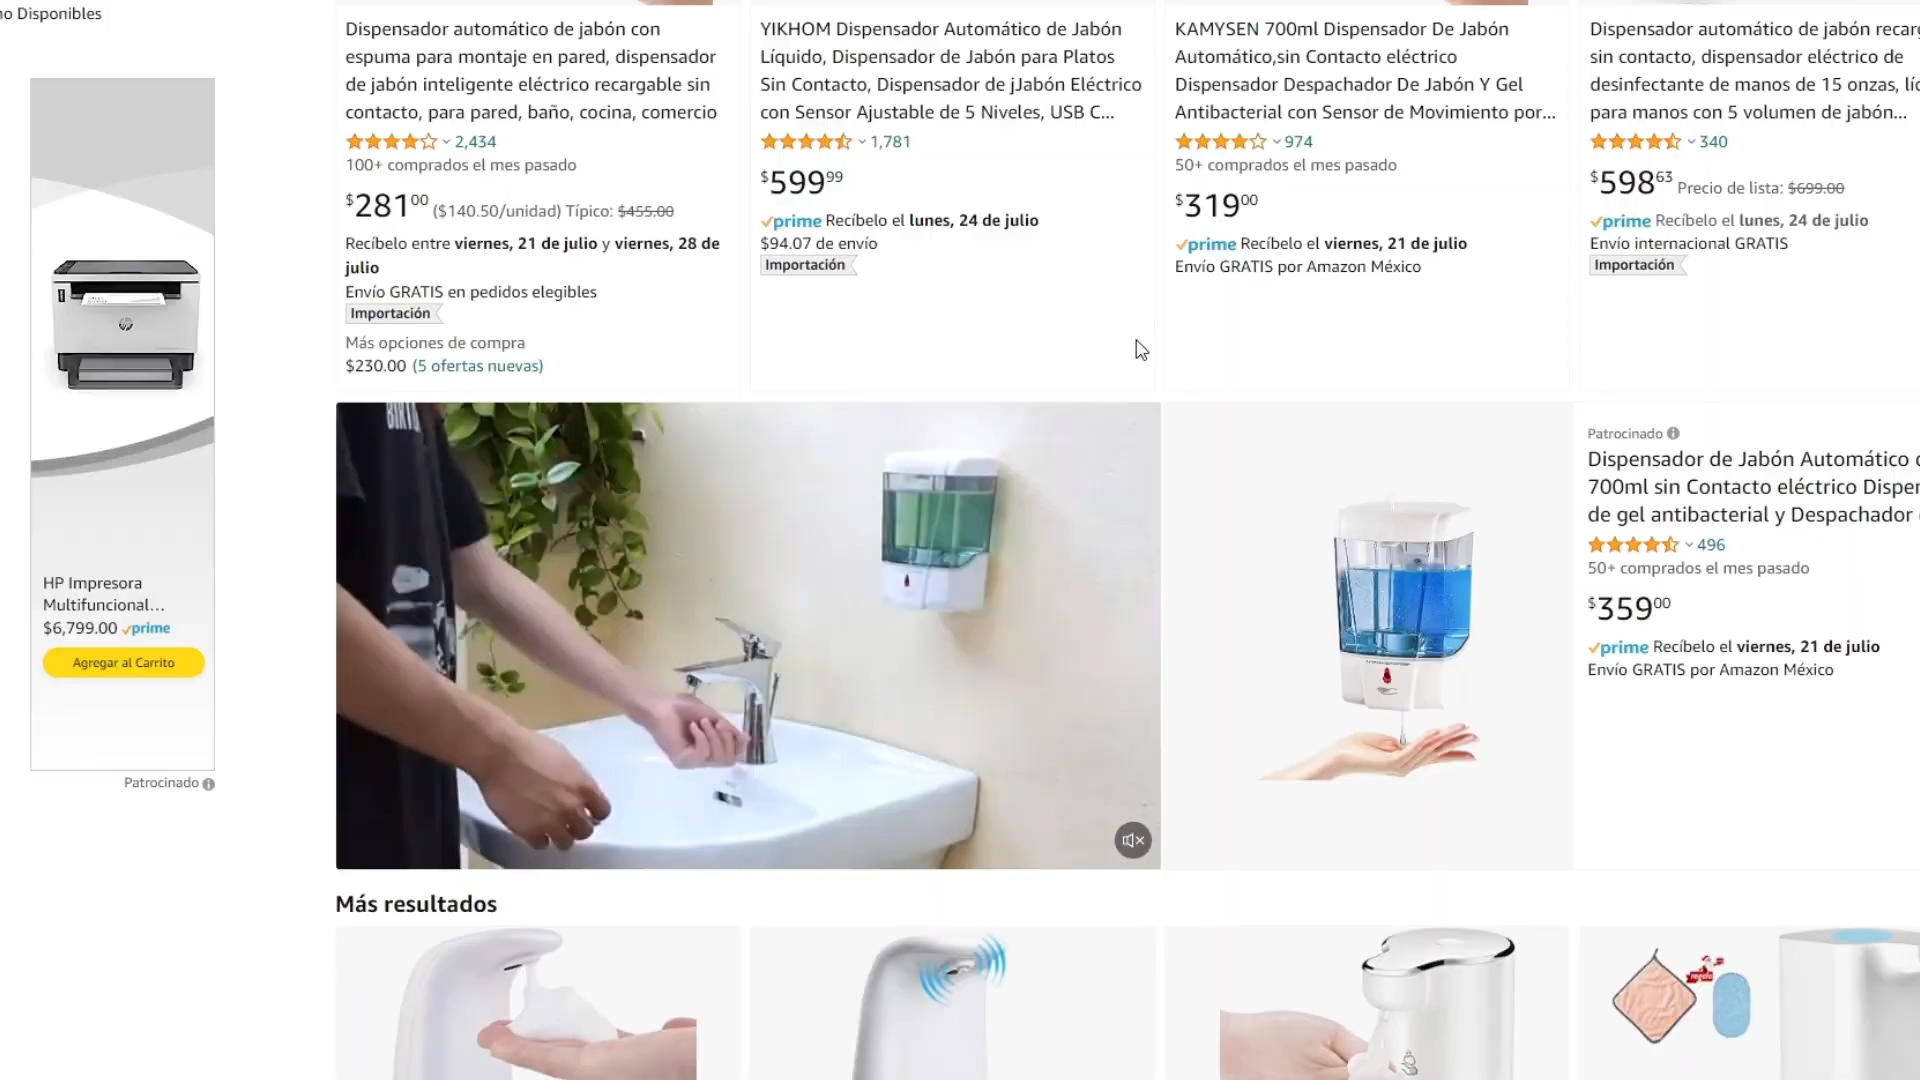 no Disponibles
HP Impresora
Multifuncional...
$6,799.00 prime
Agregar al Carrito
Patrocinado
Dispensador automático de jabón con
espuma para montaje en pared, dispensador
de jabón inteligente eléctrico recargable sin
contacto, para pared, baño, cocina, comercio
2,434
100+ comprados el mes pasado
$28100 ($140.50/unidad) Típico: $455.00
Recíbelo entre viernes, 21 de julio y viernes, 28 de
julio
Envío GRATIS en pedidos elegibles
Importación
Más opciones de compra
$230.00 (5 ofertas nuevas)
YIKHOM Dispensador Automático de Jabón
Líquido, Dispensador de Jabón para Platos
Sin Contacto, Dispensador de jJabón Eléctrico
con Sensor Ajustable de 5 Niveles, USB C...
1,781
$59999
prime Recíbelo el lunes, 24 de julio
$94.07 de envío
Importación
KAMYSEN 700ml Dispensador De Jabón
Automático,sin Contacto eléctrico
Dispensador Despachador De Jabón Y Gel
Antibacterial con Sensor de Movimiento por...
974
50+ comprados el mes pasado
$31900
prime Recíbelo el viernes, 21 de julio
Envío GRATIS por Amazon México
Dispensador automático de jabón recarg
sin contacto, dispensador eléctrico de
desinfectante de manos de 15 onzas, líq
para manos con 5 volumen de jabón...
340
$59863 Precio de lista: $699.00
prime Recíbelo el lunes, 24 de julio
Envío internacional GRATIS
Importación
Patrocinado
Dispensador de Jabón Automático
700ml sin Contacto eléctrico Disper
de gel antibacterial y Despachador
496
50+ comprados el mes pasado
$35900
prime Recíbelo el viernes, 21 de julio
Envío GRATIS por Amazon México
Más resultados